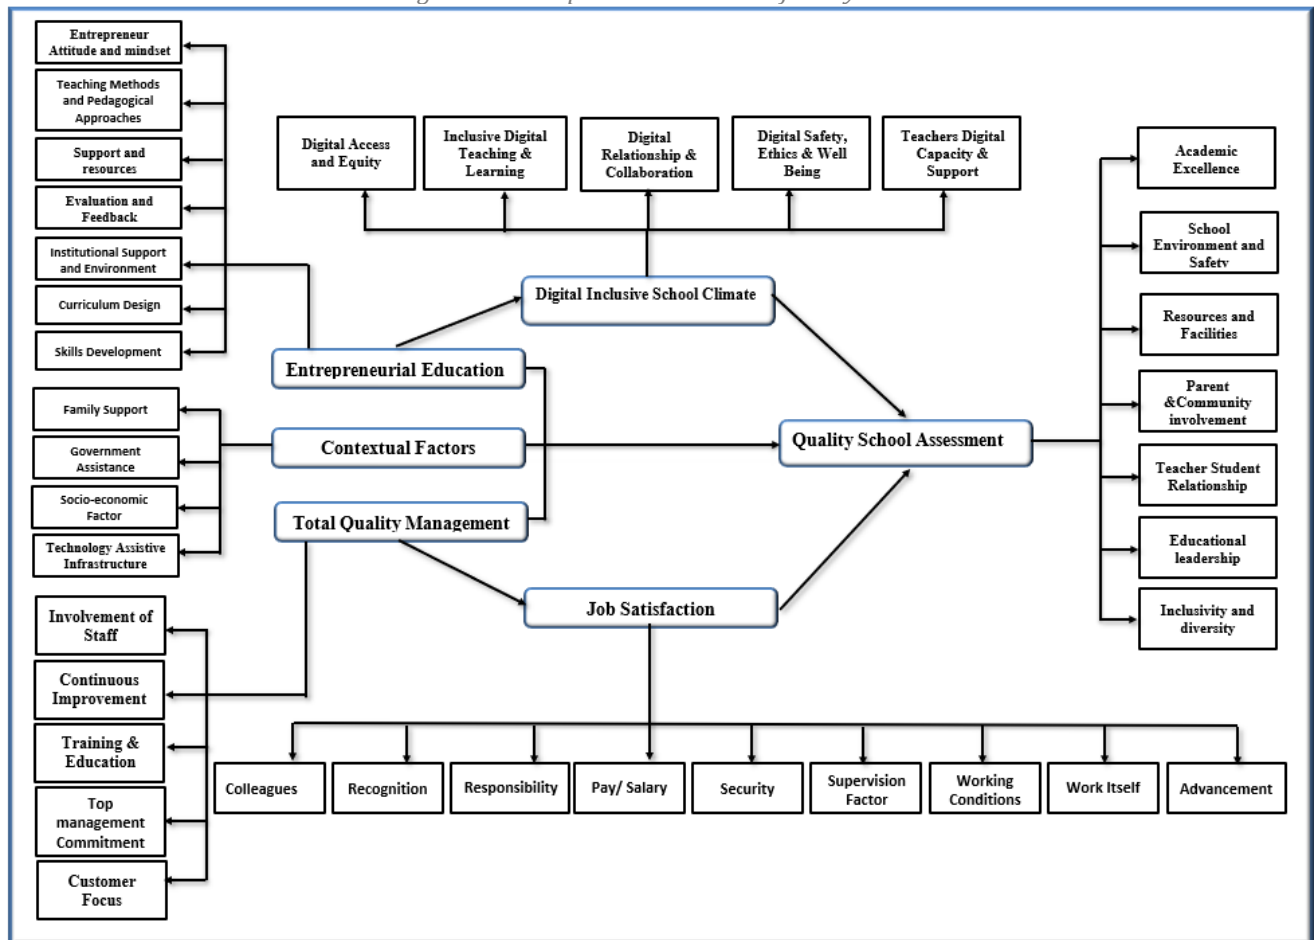 Entrepreneur
Attitude and mindset
Teaching Methods
and Pedagogical
Approaches
Support and
resources
Evaluation and
Feedback
Institutional Support
and Environment
Curriculum Design
Skills Development
Family Support
Government
Assistance
Socio-economic
Factor
Technology Assistive
Infrastructure
Involvement of
Staff
Continuous
Improvement
Training &
Education
Top
management
Commitment
Customer
Focus
Digital Access
and Equity
Inclusive Digital
Teaching &
Learning
Digital
Relationship &
Collaboration
Digital Safety,
Ethics & Well
Being
Teachers Digital
Capacity &
Support
Digital Inclusive School Climate
Entrepreneurial Education
Contextual Factors
Total Quality Management
Job Satisfaction
Quality School Assessment
Academic
Excellence
School
Environment and
Safety
Resources and
Facilities
Parent
&Community
involvement
Teacher Student
Relationship
Educational
leadership
Inclusivity and
diversity
Colleagues
Recognition
Responsibility
Pay/ Salary
Security
Supervision
Factor
Working
Conditions
Work Itself
Advancement